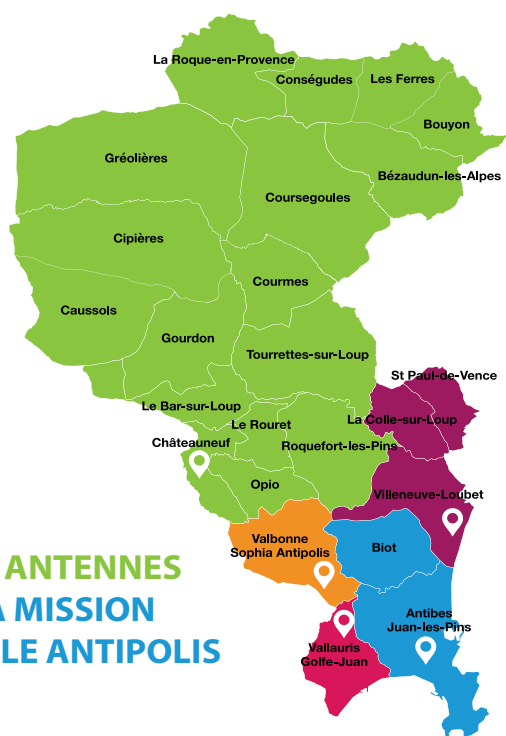 La Roque-en-Provence
Conségudes
Les Ferres
Bouyon
Gréolières
Bézaudun-les-Alpes
Coursegoules
Cipières
Courmes
Caussols
Gourdon
Tourrettes-sur-Loup
St Paul-de-Vence
Le Bar-sur-Loup
La Colle-sur-Loup
Le Rouret
Châteauneuf
Roquefort-les-Pins
Opio
Villeneuve-Loubet
Valbonne
Sophia Antipolis
Biot
ANTENNES
A MISSION
LE ANTIPOLIS
Antibes
Juan-les-Pins
Vallauris
Golfe-Juan